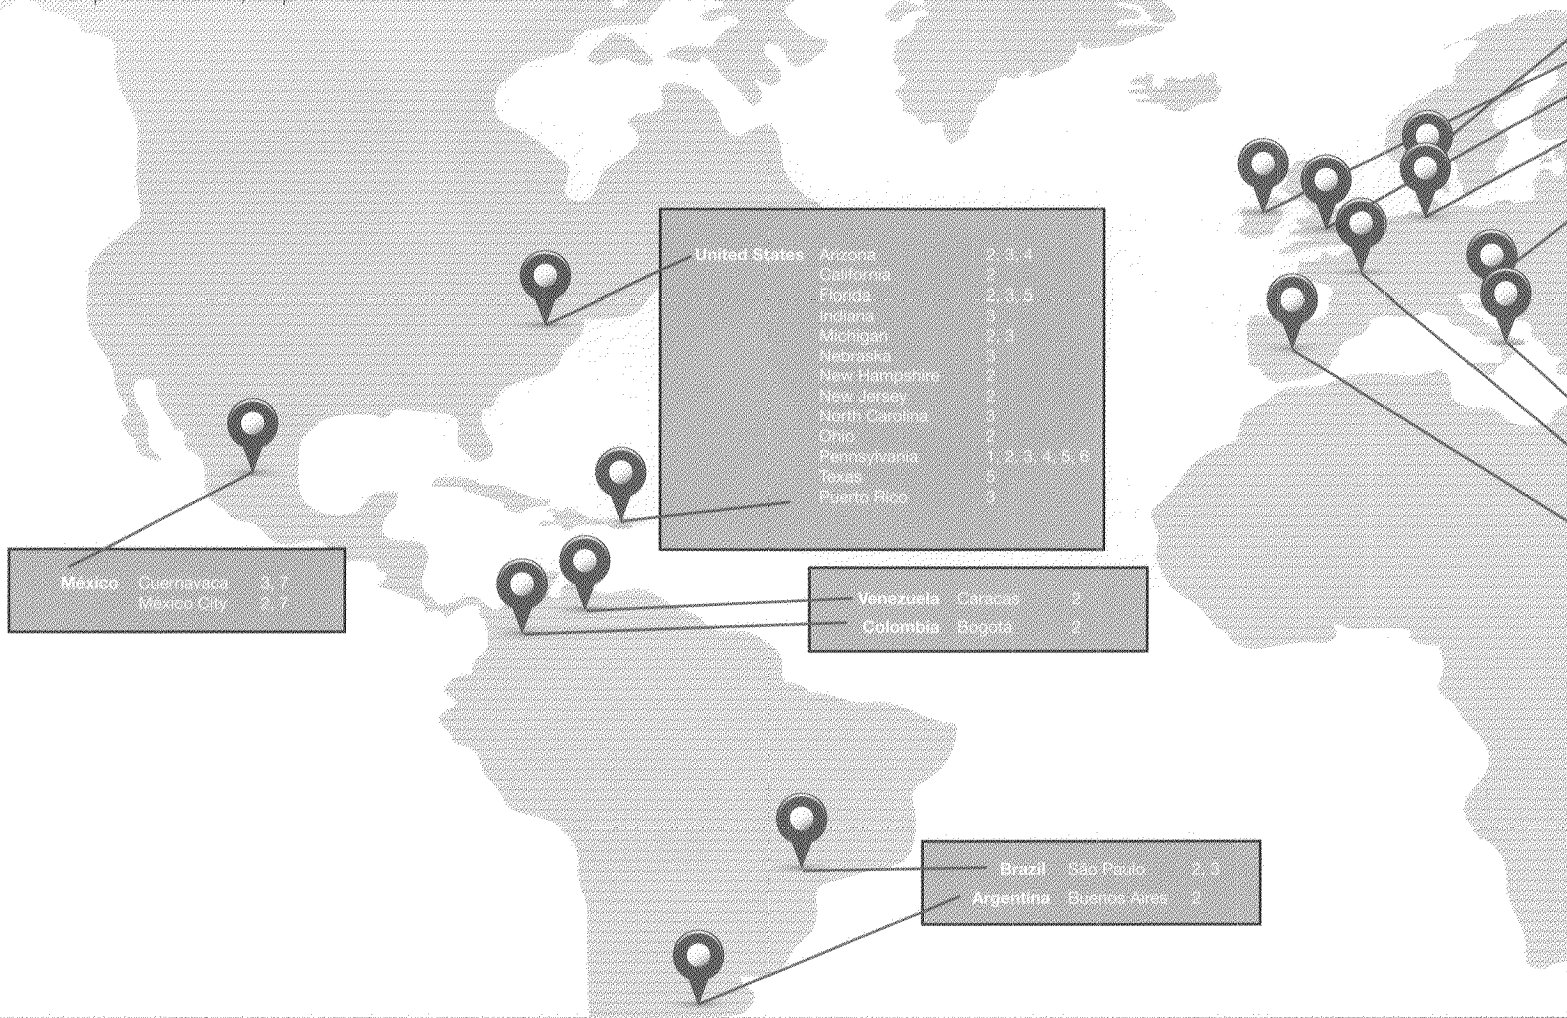 United States Arizona 2, 3, 4
California 2
Florida 2, 3, 5
Indiana 3
Michigan 2, 3
Nebraska 3
New Hampshire 2
New Jersey 2
North Carolina 3
Ohio 2
Pennsylvania 1, 2, 3, 4, 5, 6
Texas
Puerto Rico 3
México Cuernavaca 3, 7
Mexico City 2, 7
Venezuela Caracas 2
Colombia Bogotá 2
Brazil São Paulo 2, 3
Argentina Buenos Aires 2